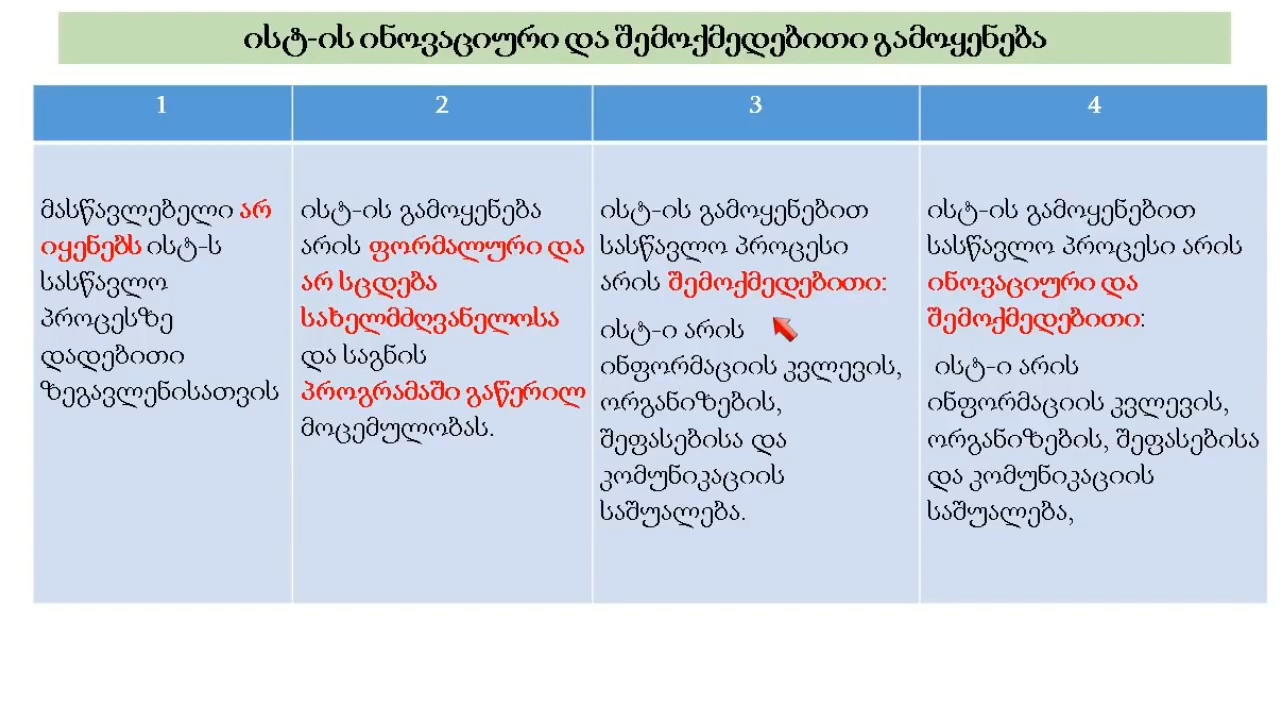 ისტ-ის ინოვაციური და შემოქმედებითი გამოყენება
1
2
3
4
მასწავლებელი არ
იყენებს ისტ-ს
სასწავლო
პროცესზე
დადებითი
ზეგავლენისათვის
ისტ-ის გამოყენება
არის ფორმალური და
არ სცდება
სახელმძღვანელოსა
და საგნის
პროგრამაში გაწერილ
მოცემულობას.
ისტ-ის გამოყენებით
სასწავლო პროცესი
არის შემოქმედებითი:
ისტ-ი არის
ინფორმაციის კვლევის,
ორგანიზების,
შეფასებისა და
კომუნიკაციის
საშუალება.
ისტ-ის გამოყენებით
სასწავლო პროცესი არის
ინოვაციური და
შემოქმედებითი:
ისტ-ი არის
ინფორმაციის კვლევის,
ორგანიზების, შეფასებისა
და კომუნიკაციის
საშუალება,